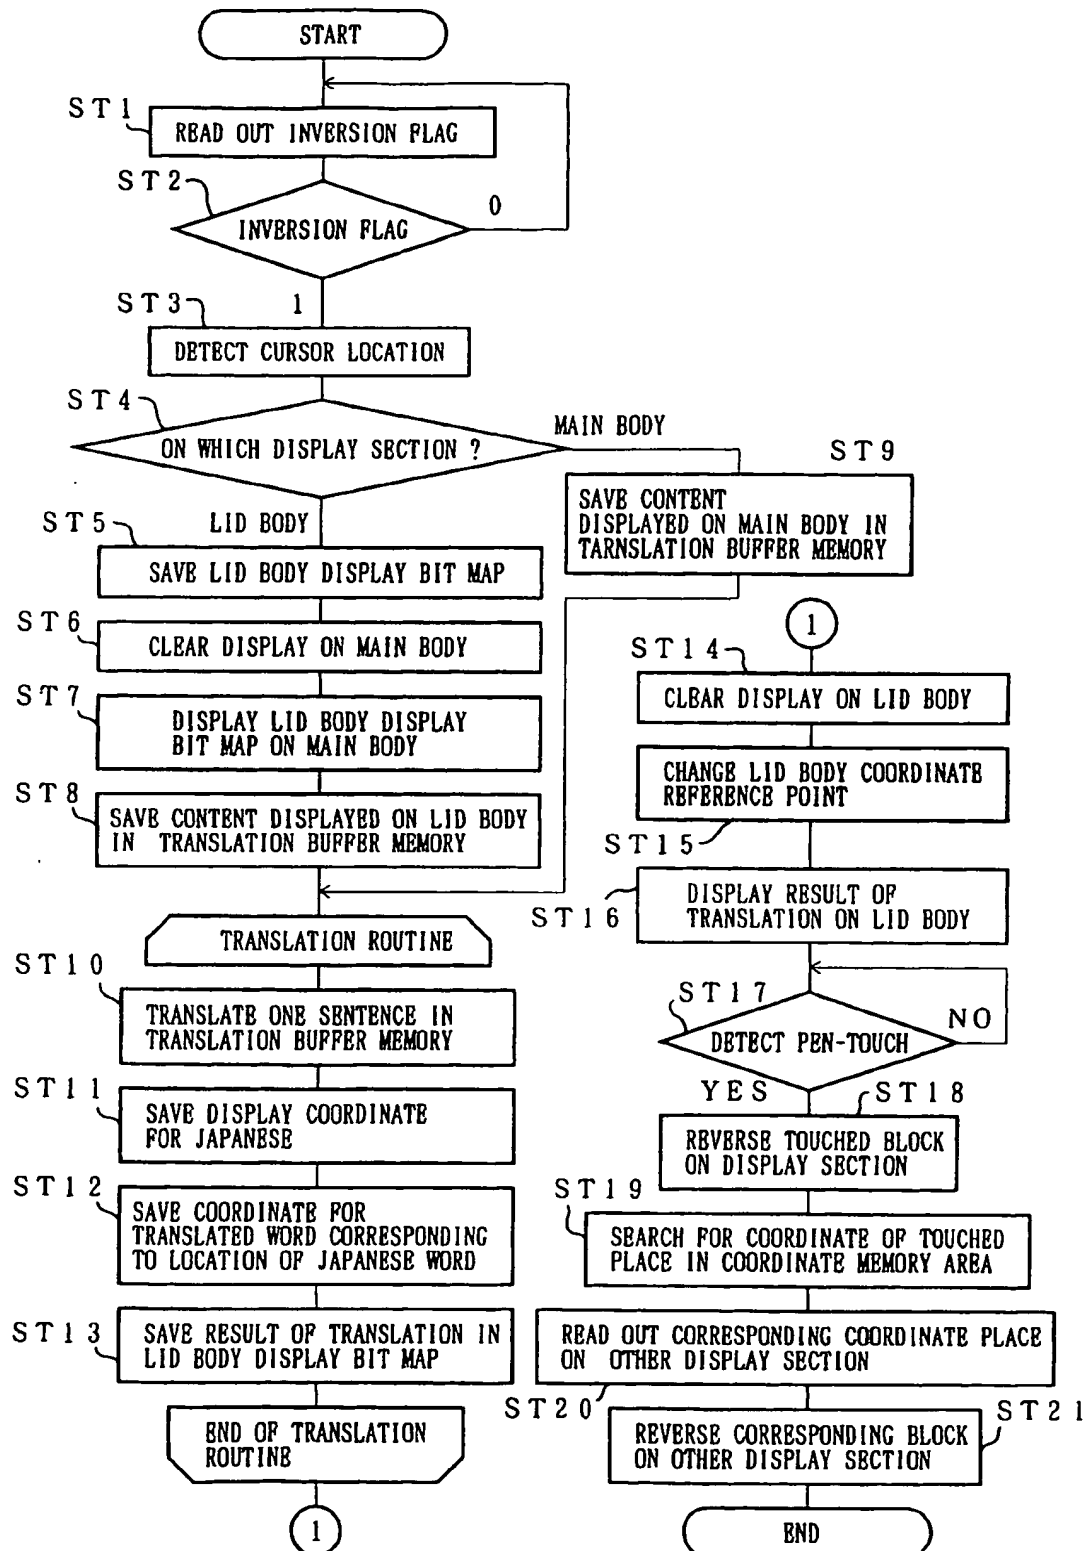 START
ST1
READ OUT INVERSION FLAG
ST2
INVERSION FLAG
0
1
ST3
DETECT CURSOR LOCATION
ST4
ON WHICH DISPLAY SECTION ?
MAIN BODY
LID BODY
ST5
SAVE LID BODY DISPLAY BIT MAP
ST6
CLEAR DISPLAY ON MAIN BODY
ST7
DISPLAY LID BODY DISPLAY
BIT MAP ON MAIN BODY
ST8
SAVE CONTENT DISPLAYED ON LID BODY
IN TRANSLATION BUFFER MEMORY
ST9
SAVE CONTENT
DISPLAYED ON MAIN BODY IN
TARNSLATION BUFFER MEMORY
TRANSLATION ROUTINE
ST10
TRANSLATE ONE SENTENCE IN
TRANSLATION BUFFER MEMORY
ST11
SAVE DISPLAY COORDINATE
FOR JAPANESE
ST12
SAVE COORDINATE FOR
TRANSLATED WORD CORRESPONDING
TO LOCATION OF JAPANESE WORD
ST13
SAVE RESULT OF TRANSLATION IN
LID BODY DISPLAY BIT MAP
END OF TRANSLATION
ROUTINE
1
1
ST14
CLEAR DISPLAY ON LID BODY
CHANGE LID BODY COORDINATE
REFERENCE POINT
ST15
DISPLAY RESULT OF
TRANSLATION ON LID BODY
ST16
ST17
DETECT PEN-TOUCH
NO
YES
ST18
REVERSE TOUCHED BLOCK
ON DISPLAY SECTION
ST19
SEARCH FOR COORDINATE OF TOUCHED
PLACE IN COORDINATE MEMORY AREA
READ OUT CORRESPONDING COORDINATE PLACE
ON OTHER DISPLAY SECTION
ST20
ST21
REVERSE CORRESPONDING BLOCK
ON OTHER DISPLAY SECTION
END